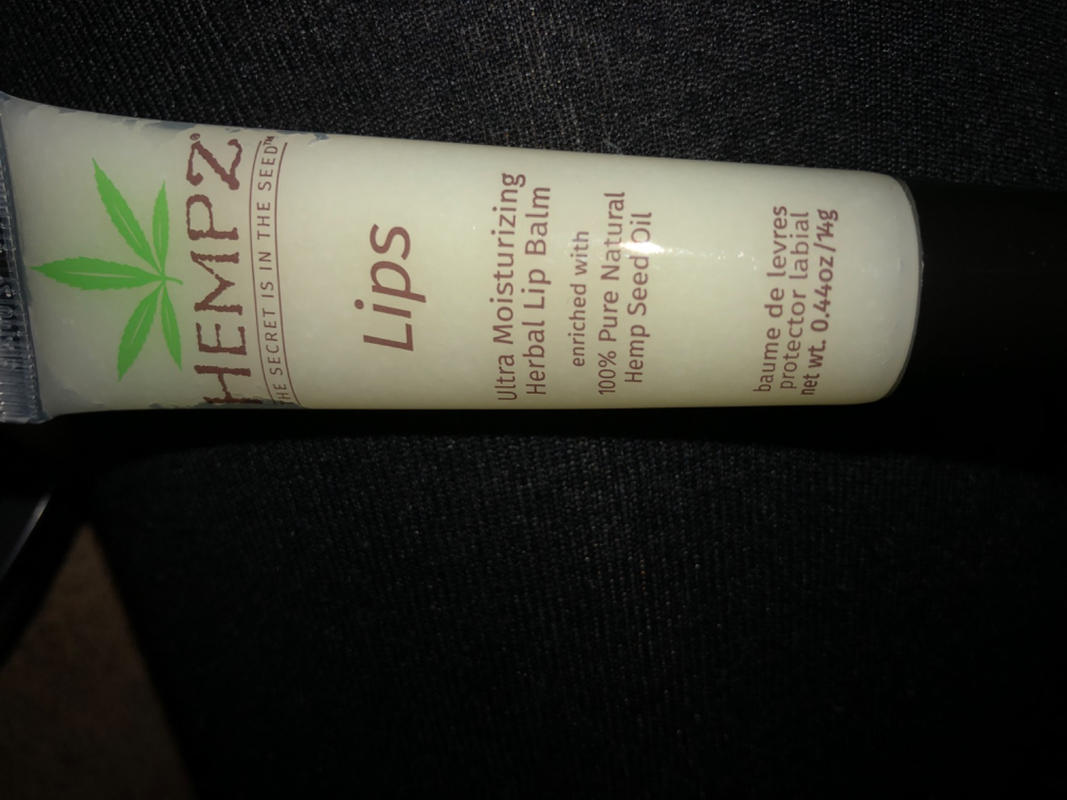 HEMPZ®
THE SECRET IS IN THE SEED™
Lips
Ultra Moisturizing
Herbal Lip Balm
enriched with
100% Pure Natural
Hemp Seed Oil
baume de levres
protector labial
net wt. 0.44oz/14g